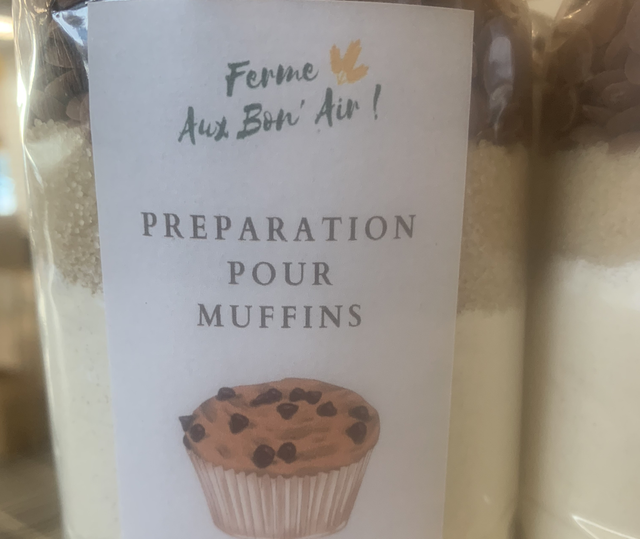 Ferme
Aux Bon' Air !
PREPARATION
POUR
MUFFINS